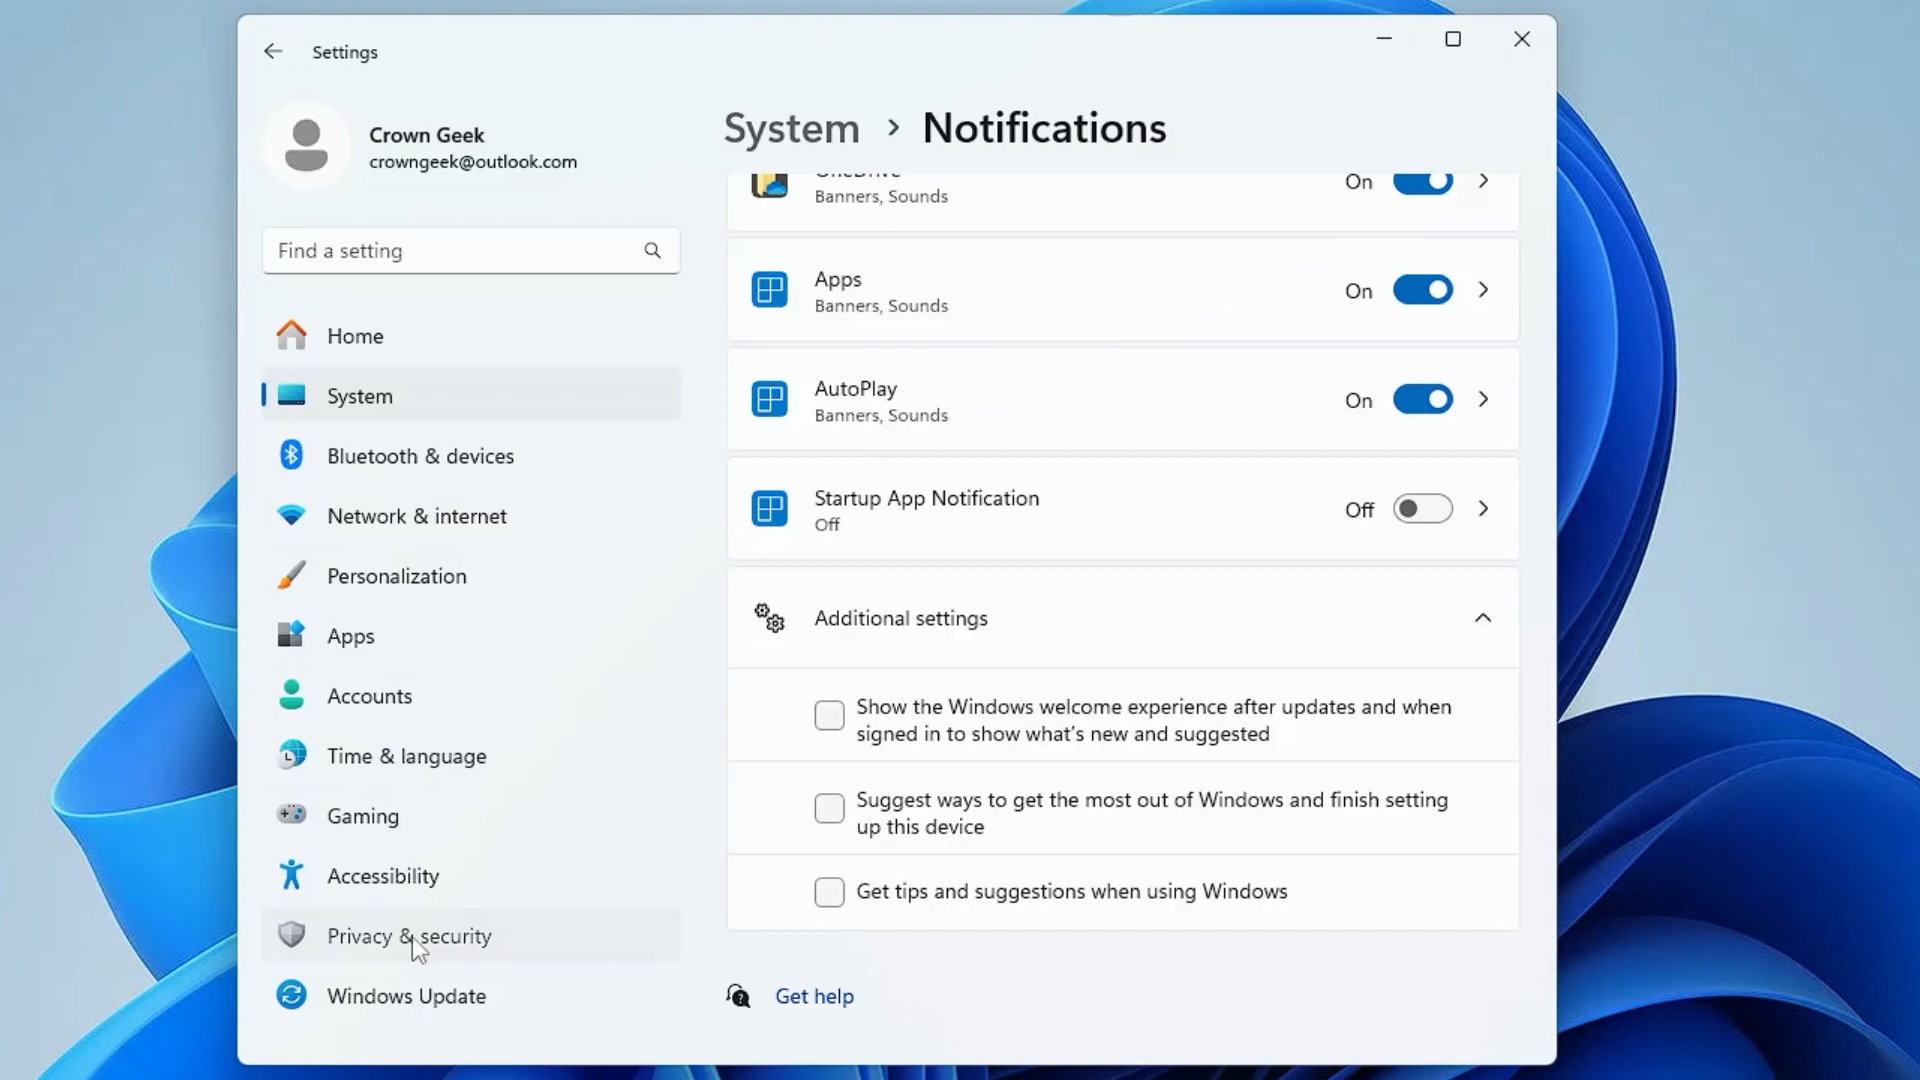 Settings
Crown Geek
crowngeek@outlook.com
Find a setting
Home
System
Bluetooth & devices
Network & internet
Personalization
Apps
Accounts
Time & language
Gaming
Accessibility
Privacy & security
Windows Update
System > Notifications
OneDrive
Banners, Sounds
On
Apps
Banners, Sounds
On
AutoPlay
Banners, Sounds
On
Startup App Notification
Off
Off
Additional settings
Show the Windows welcome experience after updates and when
signed in to show what's new and suggested
Suggest ways to get the most out of Windows and finish setting
up this device
Get tips and suggestions when using Windows
Get help